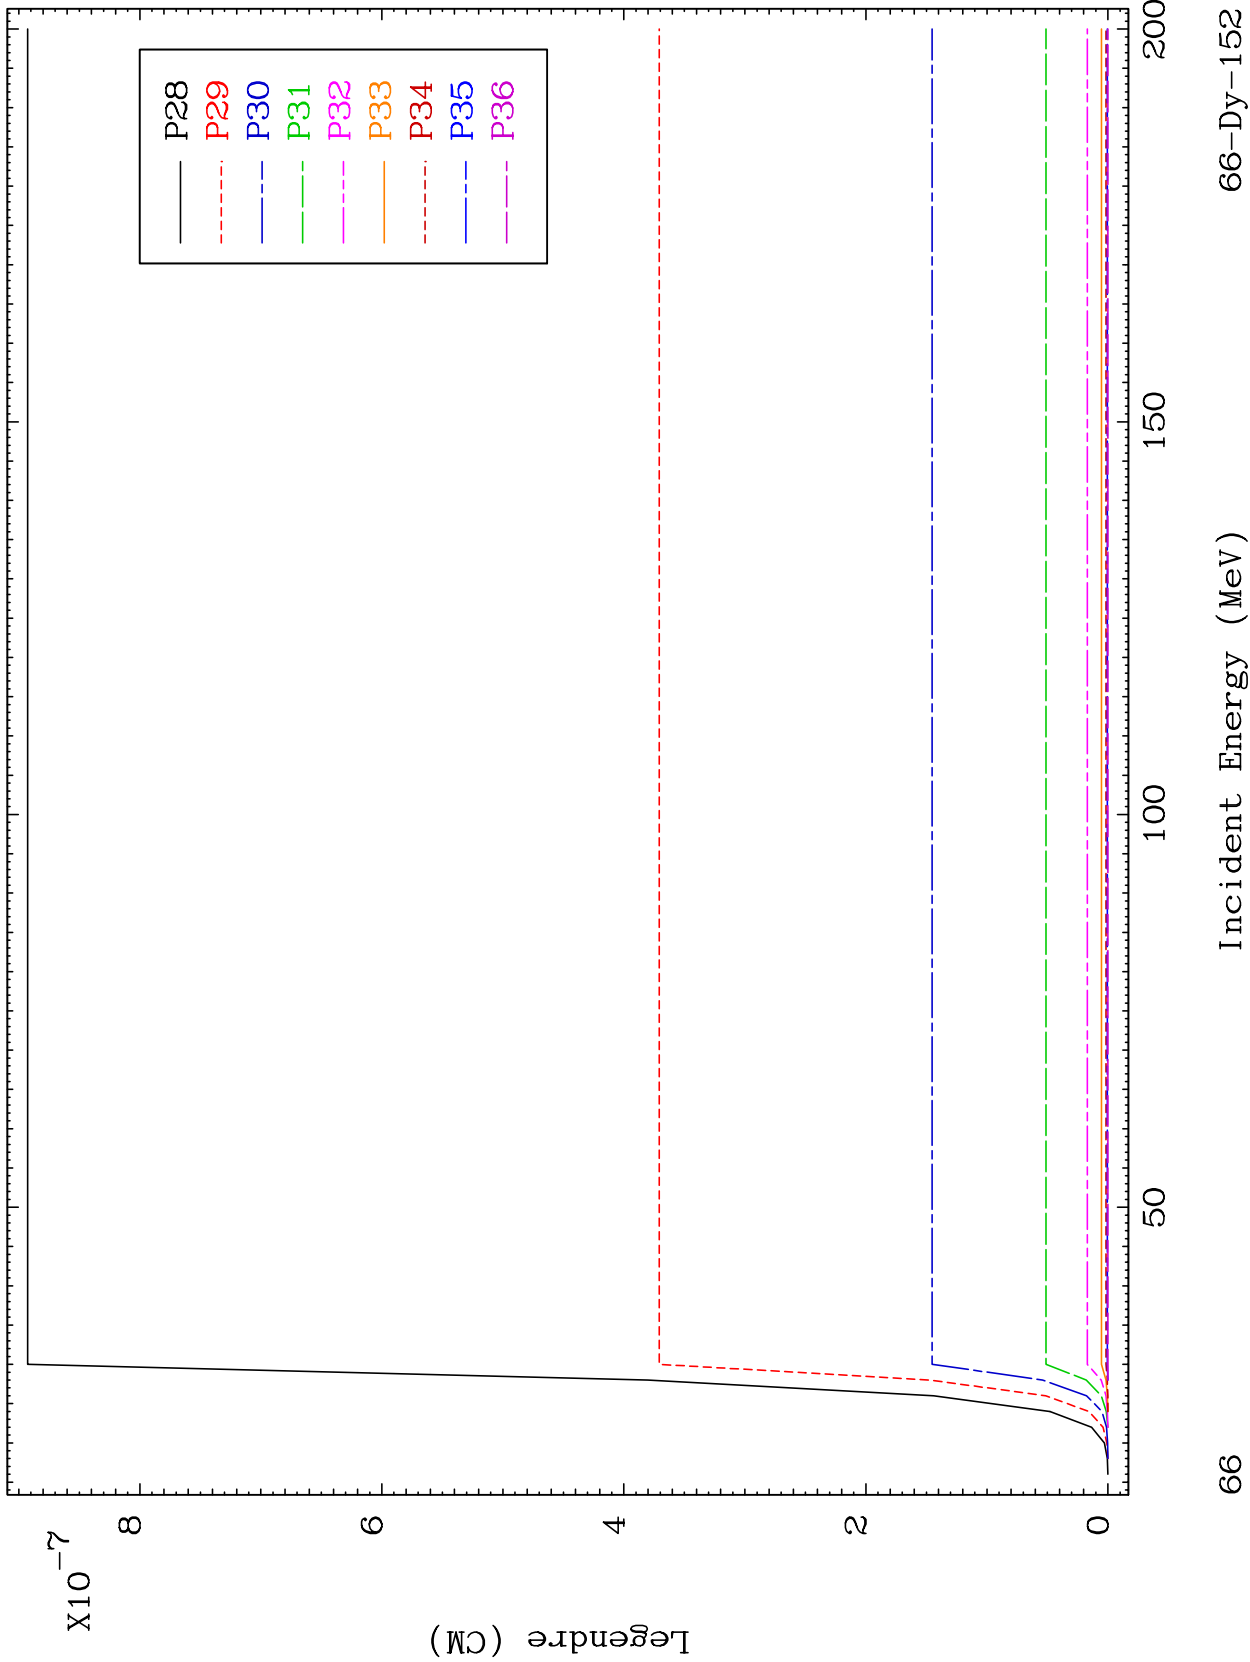 X10-7
8
6
4
2
0
Legendre (CM)
P28
P29
P30
P31
P32
P33
P34
P35
P36
50
100
150
200
66
Incident Energy (MeV)
66-Dy-152